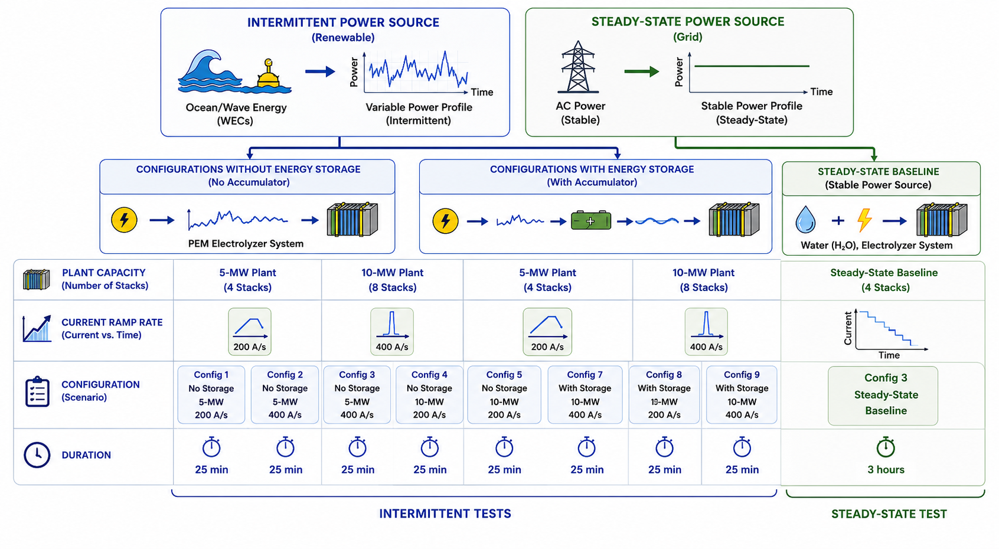 INTERMITTENT POWER SOURCE
(Renewable)
Power
Time
Ocean/Wave Energy
(WECs)
Variable Power Profile
(Intermittent)
STEADY-STATE POWER SOURCE
(Grid)
Power
Time
AC Power
(Stable)
Stable Power Profile
(Steady-State)
CONFIGURATIONS WITHOUT ENERGY STORAGE
(No Accumulator)
PEM Electrolyzer System
CONFIGURATIONS WITH ENERGY STORAGE
(With Accumulator)
STEADY-STATE BASELINE
(Stable Power Source)
Water (H₂O), Electrolyzer System
PLANT CAPACITY
(Number of Stacks)
5-MW Plant
(4 Stacks)
10-MW Plant
(8 Stacks)
5-MW Plant
(4 Stacks)
10-MW Plant
(8 Stacks)
Steady-State Baseline
(4 Stacks)
CURRENT RAMP RATE
(Current vs. Time)
200 A/s
400 A/s
200 A/s
400 A/s
Current
Time
CONFIGURATION
(Scenario)
Config 1
No Storage
5-MW
200 A/s
Config 2
No Storage
5-MW
400 A/s
Config 3
No Storage
5-MW
400 A/s
Config 4
No Storage
10-MW
200 A/s
Config 5
No Storage
10-MW
200 A/s
Config 7
With Storage
10-MW
400 A/s
Config 8
With Storage
200 A/s
Config 9
With Storage
10-MW
400 A/s
Config 3
Steady-State
Baseline
DURATION
25 min
25 min
25 min
25 min
25 min
25 min
25 min
25 min
3 hours
INTERMITTENT TESTS
STEADY-STATE TEST